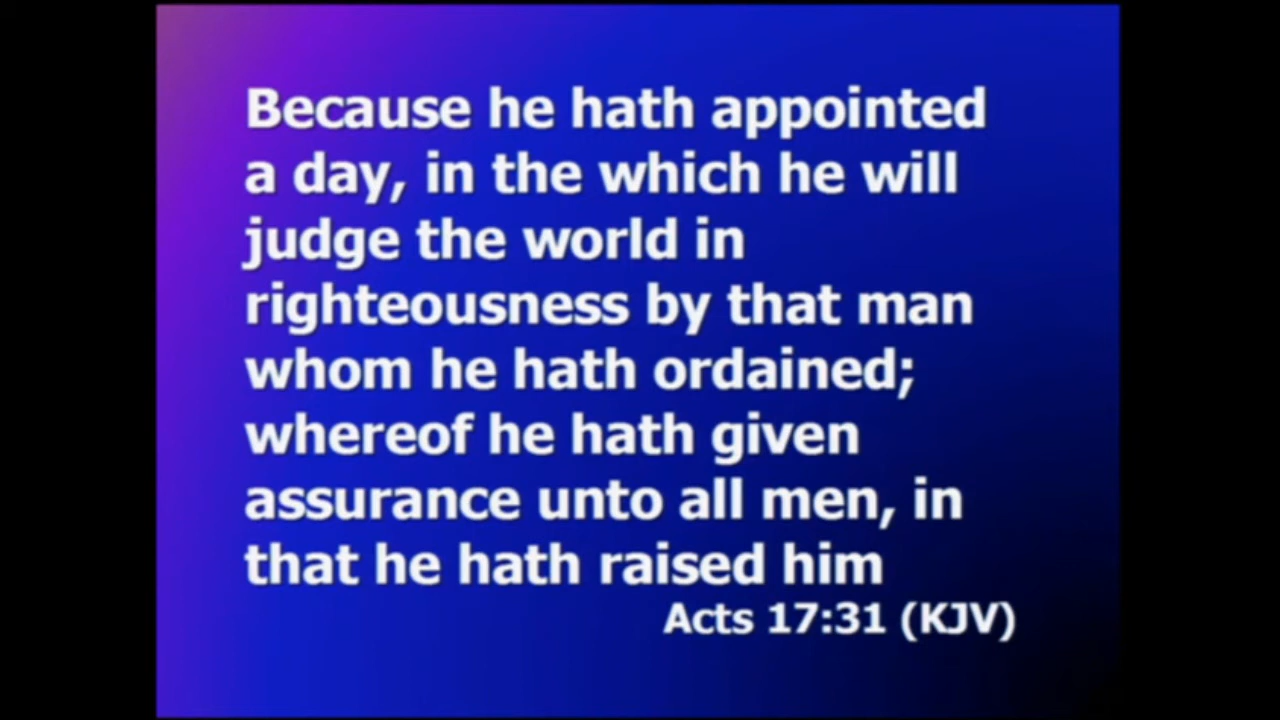 Because he hath appointed
a day, in the which he will
judge the world in
righteousness by that man
whom he hath ordained;
whereof he hath given
assurance unto all men, in
that he hath raised him
Acts 17:31 (KJV)